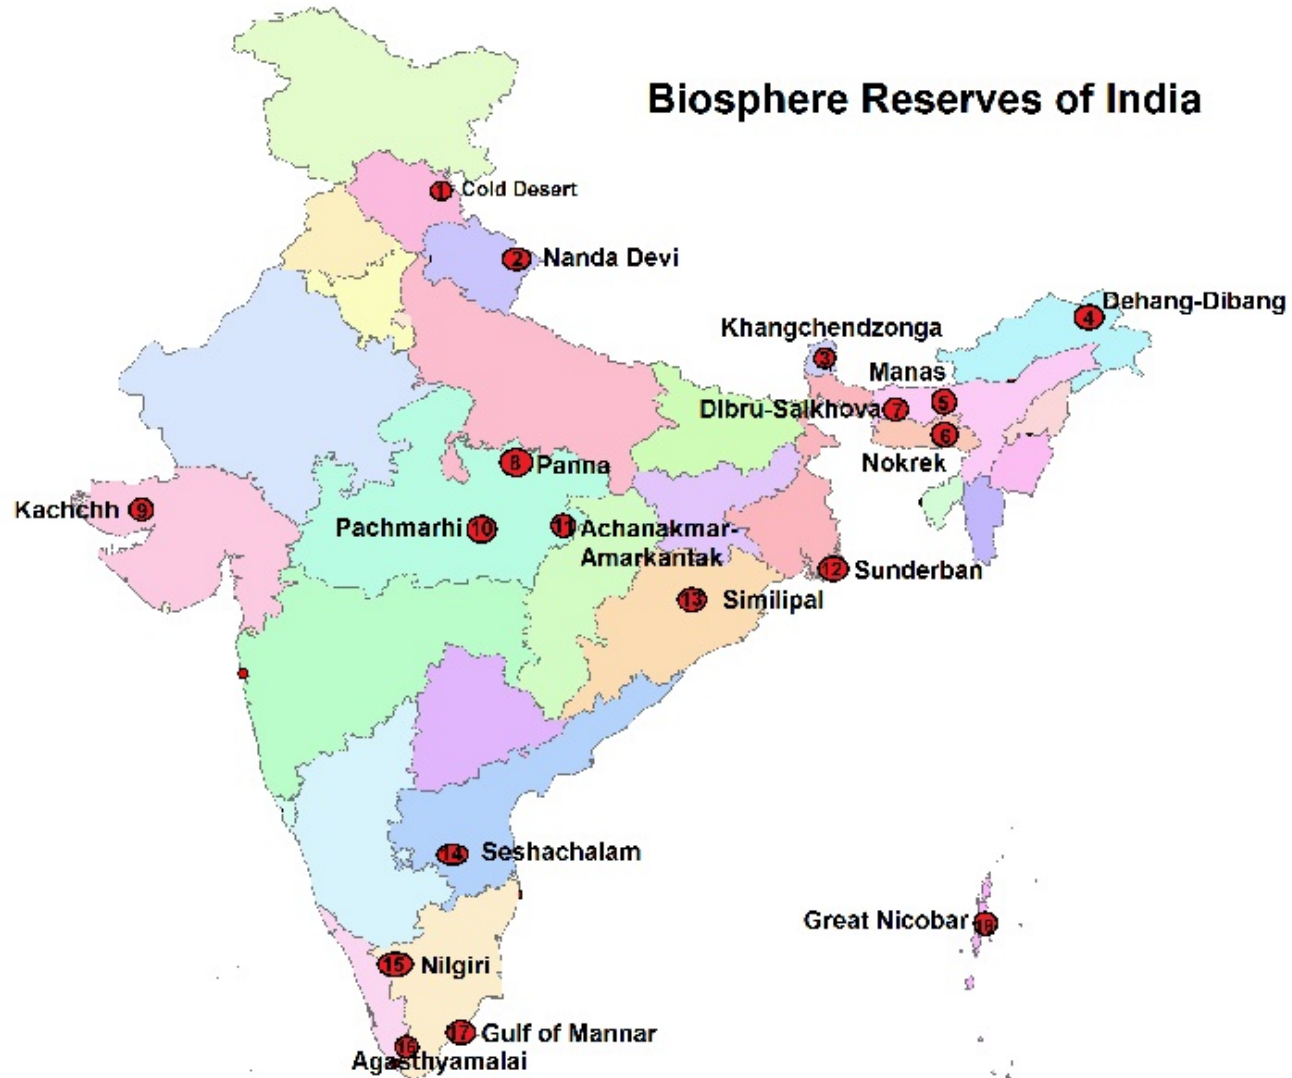 Biosphere Reserves of India
1 Cold Desert
2 Nanda Devi
Dehang-Dibang
4
Khangchendzonga
3
Manas
5
Dibru-Saikhova 7
6
Nokrek
8 Panna
Kachchh 9
Pachmarhi 10
11 Achanakmar-
Amarkantak
12 Sunderban
13 Similipal
14 Seshachalam
Great Nicobar 18
15 Nilgiri
17 Gulf of Mannar
16
Agasthyamalai